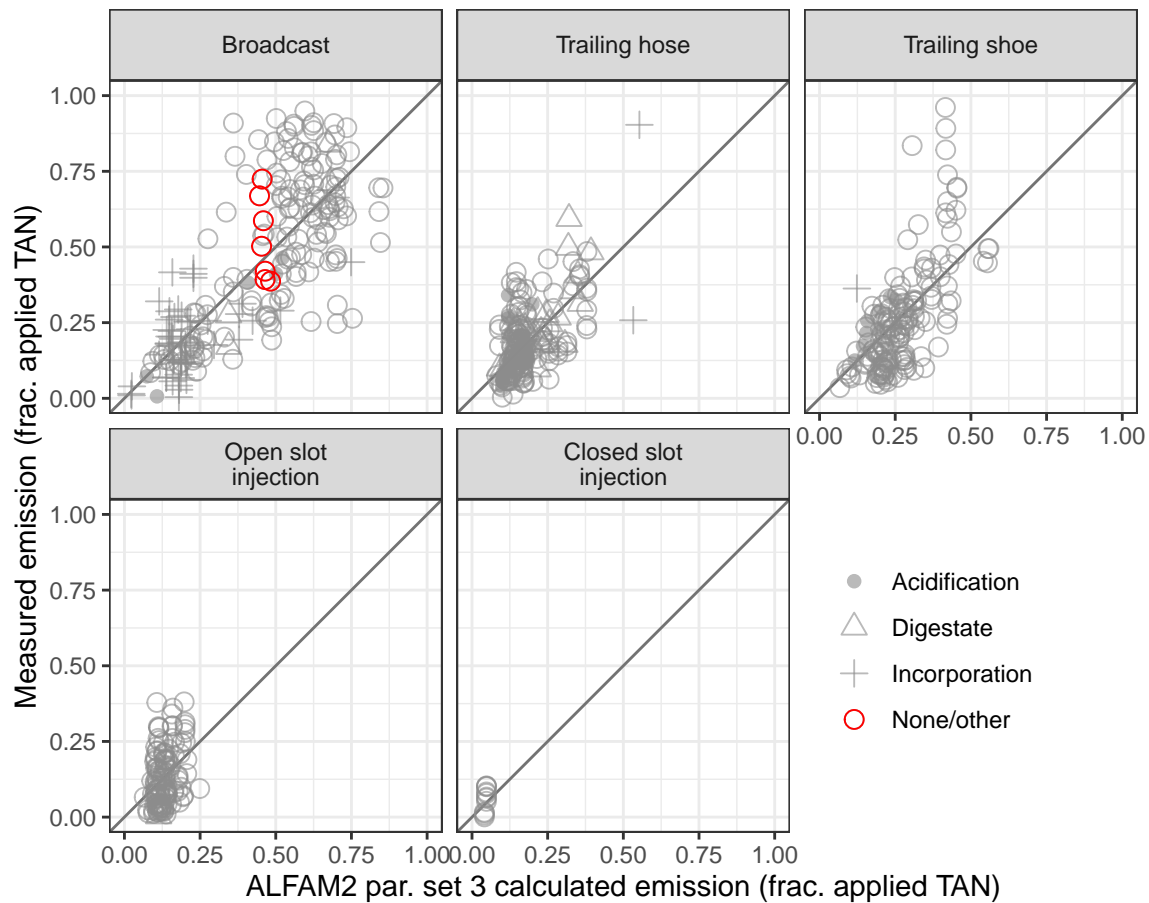 Broadcast
Trailing hose
Trailing shoe
1.00
0.75
0.50
0.25
0.00
0.00 0.25 0.50 0.75 1.00
Open slot
injection
Closed slot
injection
1.00
0.75
0.50
0.25
0.00
0.00 0.25 0.50 0.75 1.00
0.00 0.25 0.50 0.75 1.00
Measured emission (frac. applied TAN)
ALFAM2 par. set 3 calculated emission (frac. applied TAN)
Acidification
Digestate
Incorporation
None/other